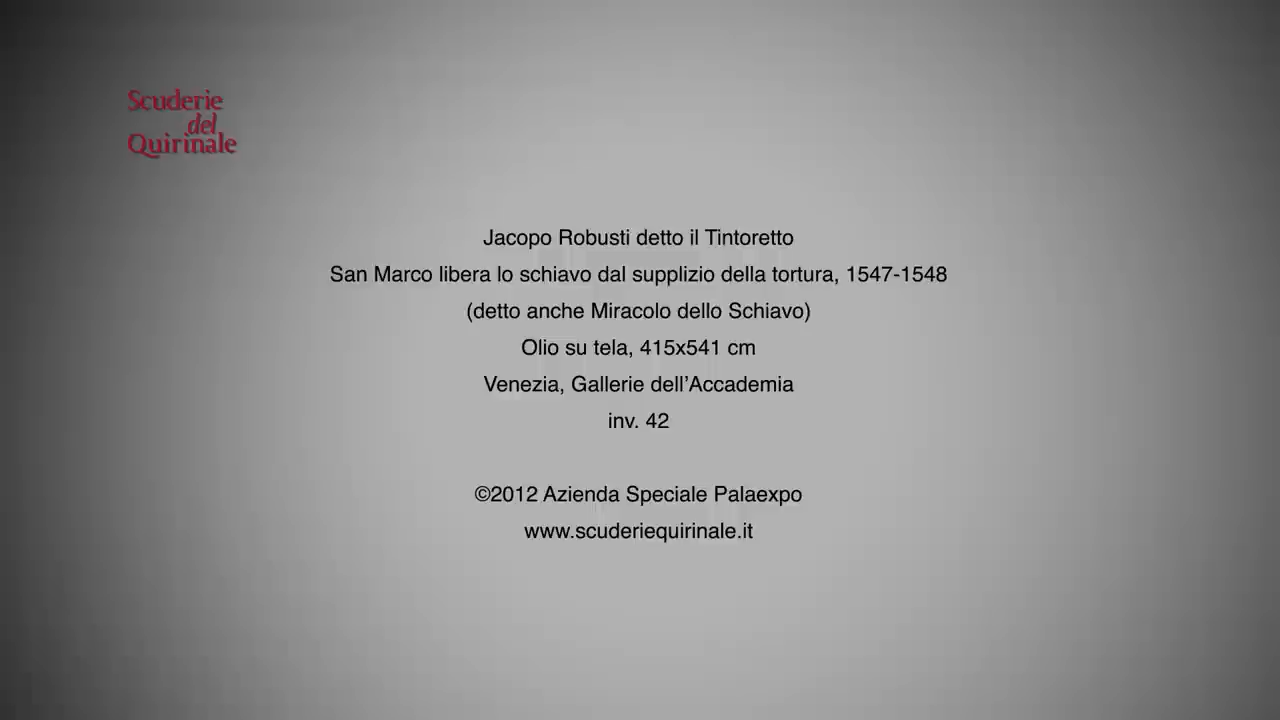 Scuderie
del
Quirinale
Jacopo Robusti detto il Tintoretto
San Marco libera lo schiavo dal supplizio della tortura, 1547-1548
(detto anche Miracolo dello Schiavo)
Olio su tela, 415x541 cm
Venezia, Gallerie dell’Accademia
inv. 42
©2012 Azienda Speciale Palaexpo
www.scuderiequirinale.it